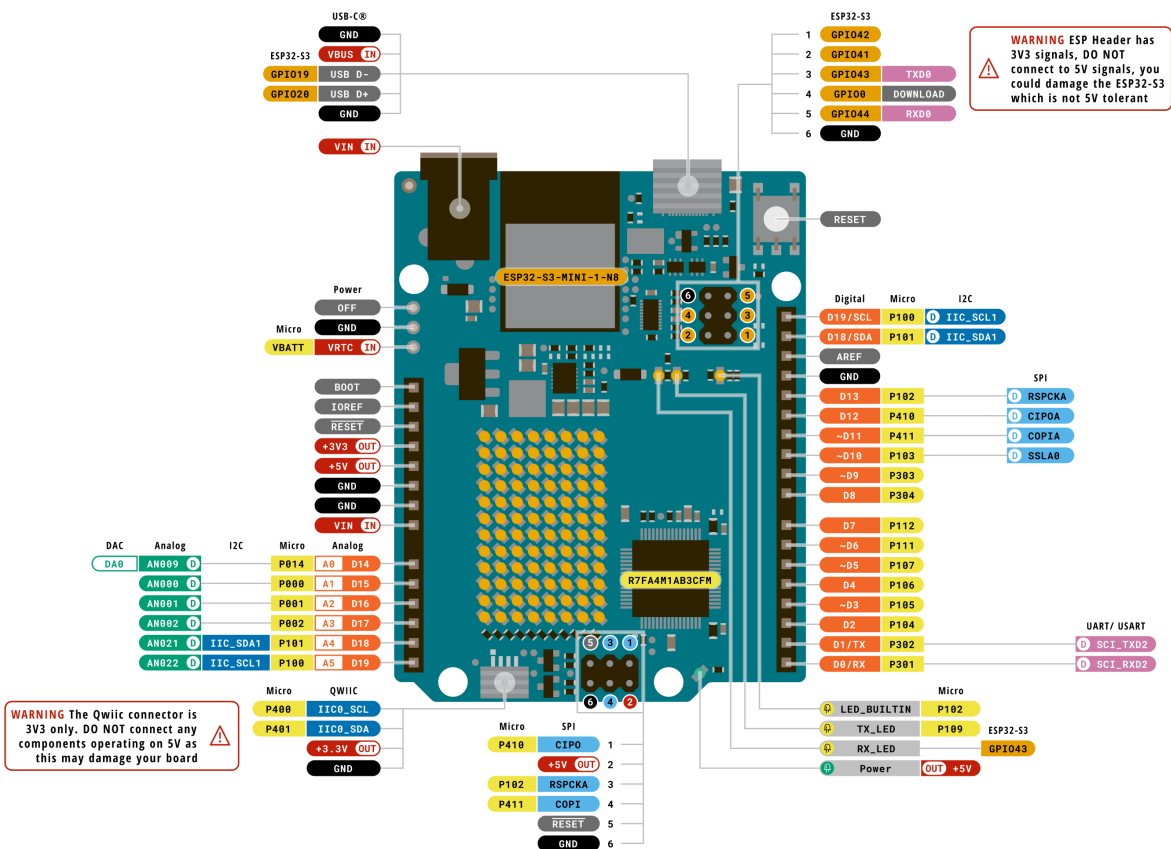 USB-C®
GND
VBUS IN
ESP32-S3
GPIO19 USB D-
GPIO20 USB D+
GND
VIN IN
ESP32-S3
1 GPIO42
2 GPIO41
3 GPIO43 TXD0
4 GPIO0 DOWNLOAD
5 GPIO44 RXD0
6 GND
WARNING ESP Header has
3V3 signals, DO NOT
connect to 5V signals, you
could damage the ESP32-S3
which is not 5V tolerant
RESET
ESP32-S3-MINI-1-N8
6 5
4 3
2 1
Power
OFF
GND
Micro
VBATT VRTC IN
BOOT
IOREF
RESET
+3V3 OUT
+5V OUT
GND
GND
VIN IN
DAC Analog I2C Micro Analog
DA0 AN009 D P014 A0 D14
AN000 D P000 A1 D15
AN001 D P001 A2 D16
AN002 D P002 A3 D17
AN021 D IIC_SDA1 P101 A4 D18
AN022 D IIC_SCL1 P100 A5 D19
Digital Micro I2C
D19/SCL P100 D IIC_SCL1
D18/SDA P101 D IIC_SDA1
AREF
GND
SPI
D13 P102 D RSPCKA
D12 P410 D CIPOA
~D11 P411 D COPIA
~D10 P103 D SSLA0
~D9 P303
D8 P304
D7 P112
~D6 P111
~D5 P107
D4 P106
~D3 P105
D2 P104
UART/ USART
D1/TX P302 D SCI_TXD2
D0/RX P301 D SCI_RXD2
R7FA4M1AB3CFM
5 3 1
6 4 2
Micro QWIIC
P400 IIC0_SCL
P401 IIC0_SDA
+3.3V OUT
GND
WARNING The Qwiic connector is
3V3 only. DO NOT connect any
components operating on 5V as
this may damage your board
Micro SPI
P410 CIPO 1
+5V OUT 2
P102 RSPCKA 3
P411 COPI 4
RESET 5
GND 6
Micro
LED_BUILTIN P102
TX_LED P109
ESP32-S3
RX_LED GPIO43
Power OUT +5V